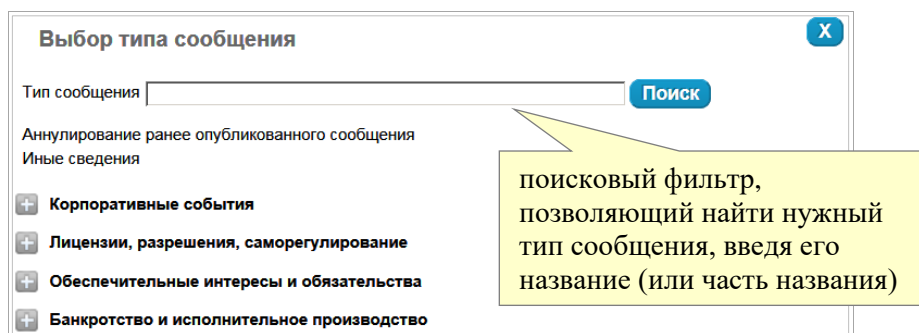 Выбор типа сообщения
X
Тип сообщения
Поиск
Аннулирование ранее опубликованного сообщения
Иные сведения
Корпоративные события
Лицензии, разрешения, саморегулирование
Обеспечительные интересы и обязательства
Банкротство и исполнительное производство
поисковый фильтр,
позволяющий найти нужный
тип сообщения, введя его
название (или часть названия)